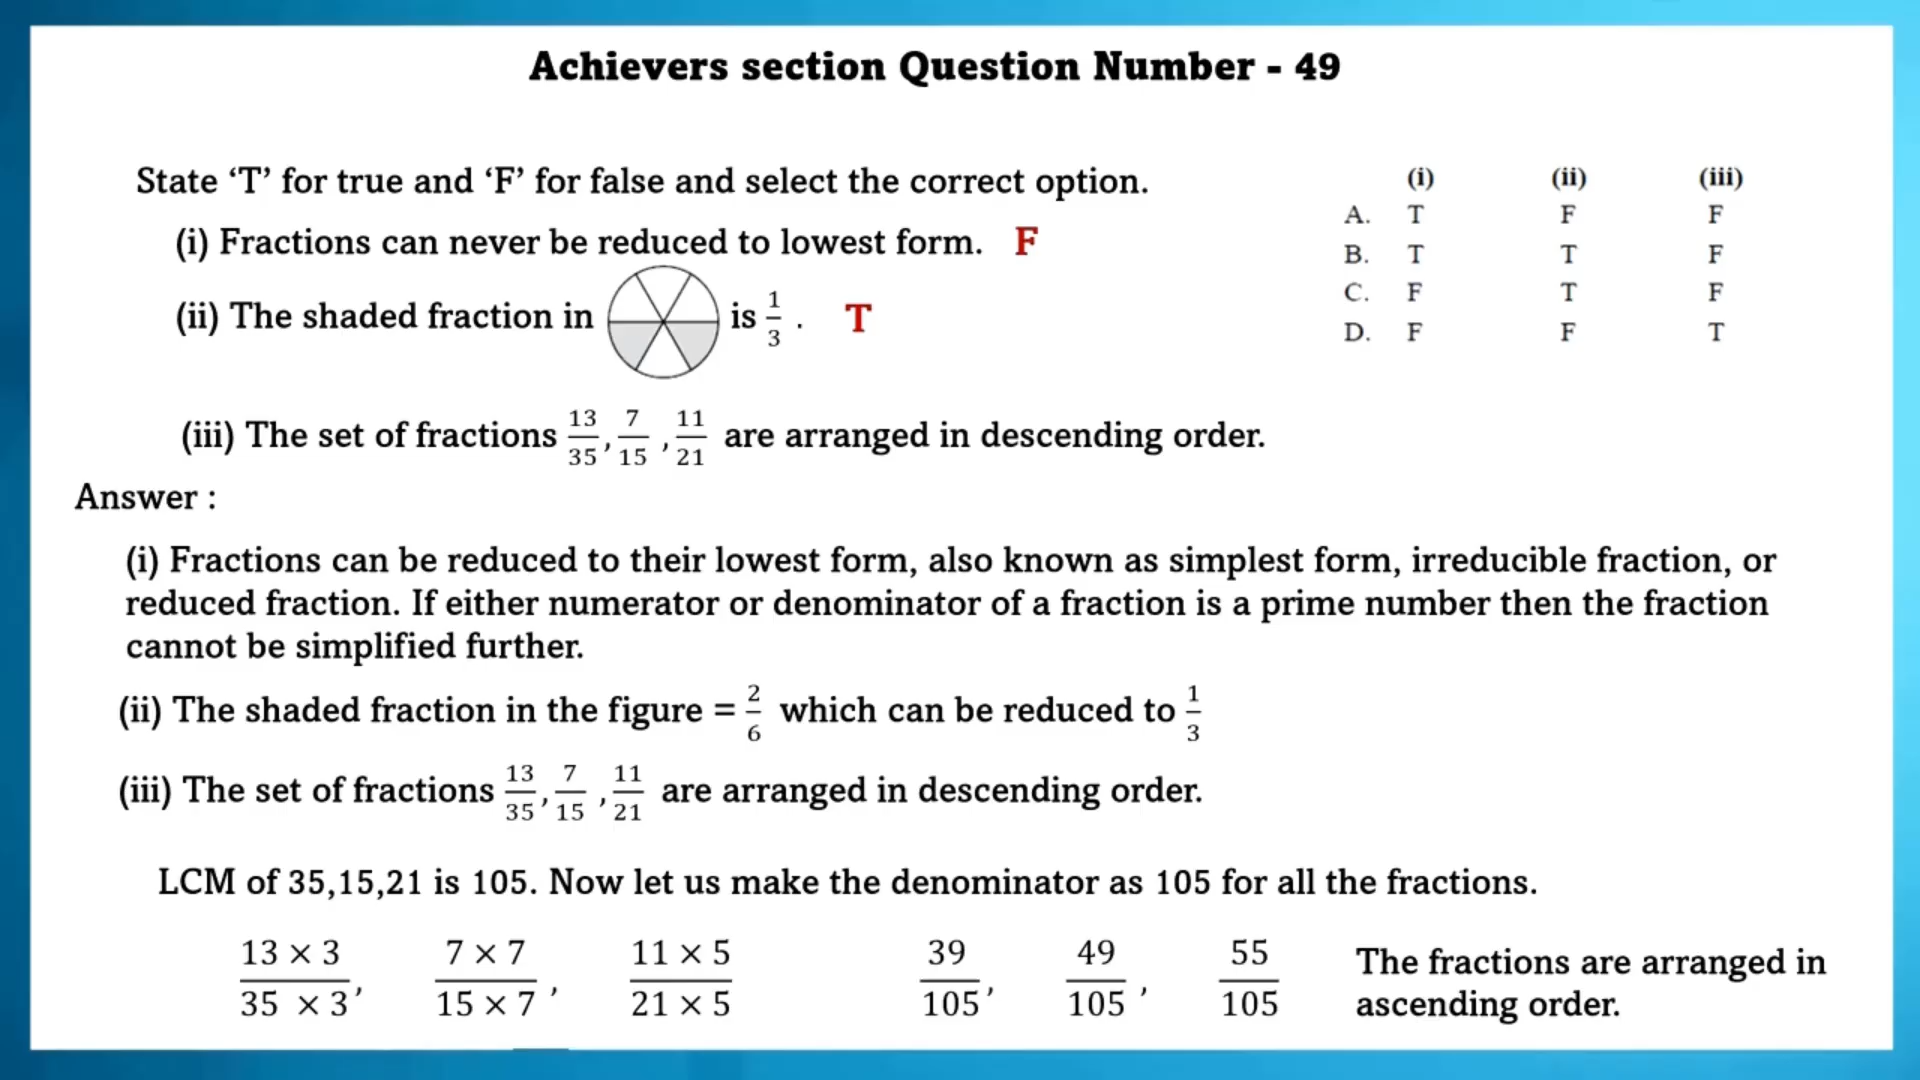 Achievers section Question Number - 49
State ‘T’ for true and ‘F’ for false and select the correct option.
(i) Fractions can never be reduced to lowest form. F
(ii) The shaded fraction in is 1/3 . T
(iii) The set of fractions 13/35, 7/15, 11/21 are arranged in descending order.
(i) (ii) (iii)
A. T F F
B. T T F
C. F T F
D. F F T
Answer :
(i) Fractions can be reduced to their lowest form, also known as simplest form, irreducible fraction, or
reduced fraction. If either numerator or denominator of a fraction is a prime number then the fraction
cannot be simplified further.
(ii) The shaded fraction in the figure = 2/6 which can be reduced to 1/3
(iii) The set of fractions 13/35, 7/15, 11/21 are arranged in descending order.
LCM of 35,15,21 is 105. Now let us make the denominator as 105 for all the fractions.
13 × 3/35 × 3, 7 × 7/15 × 7, 11 × 5/21 × 5 39/105, 49/105, 55/105
The fractions are arranged in
ascending order.